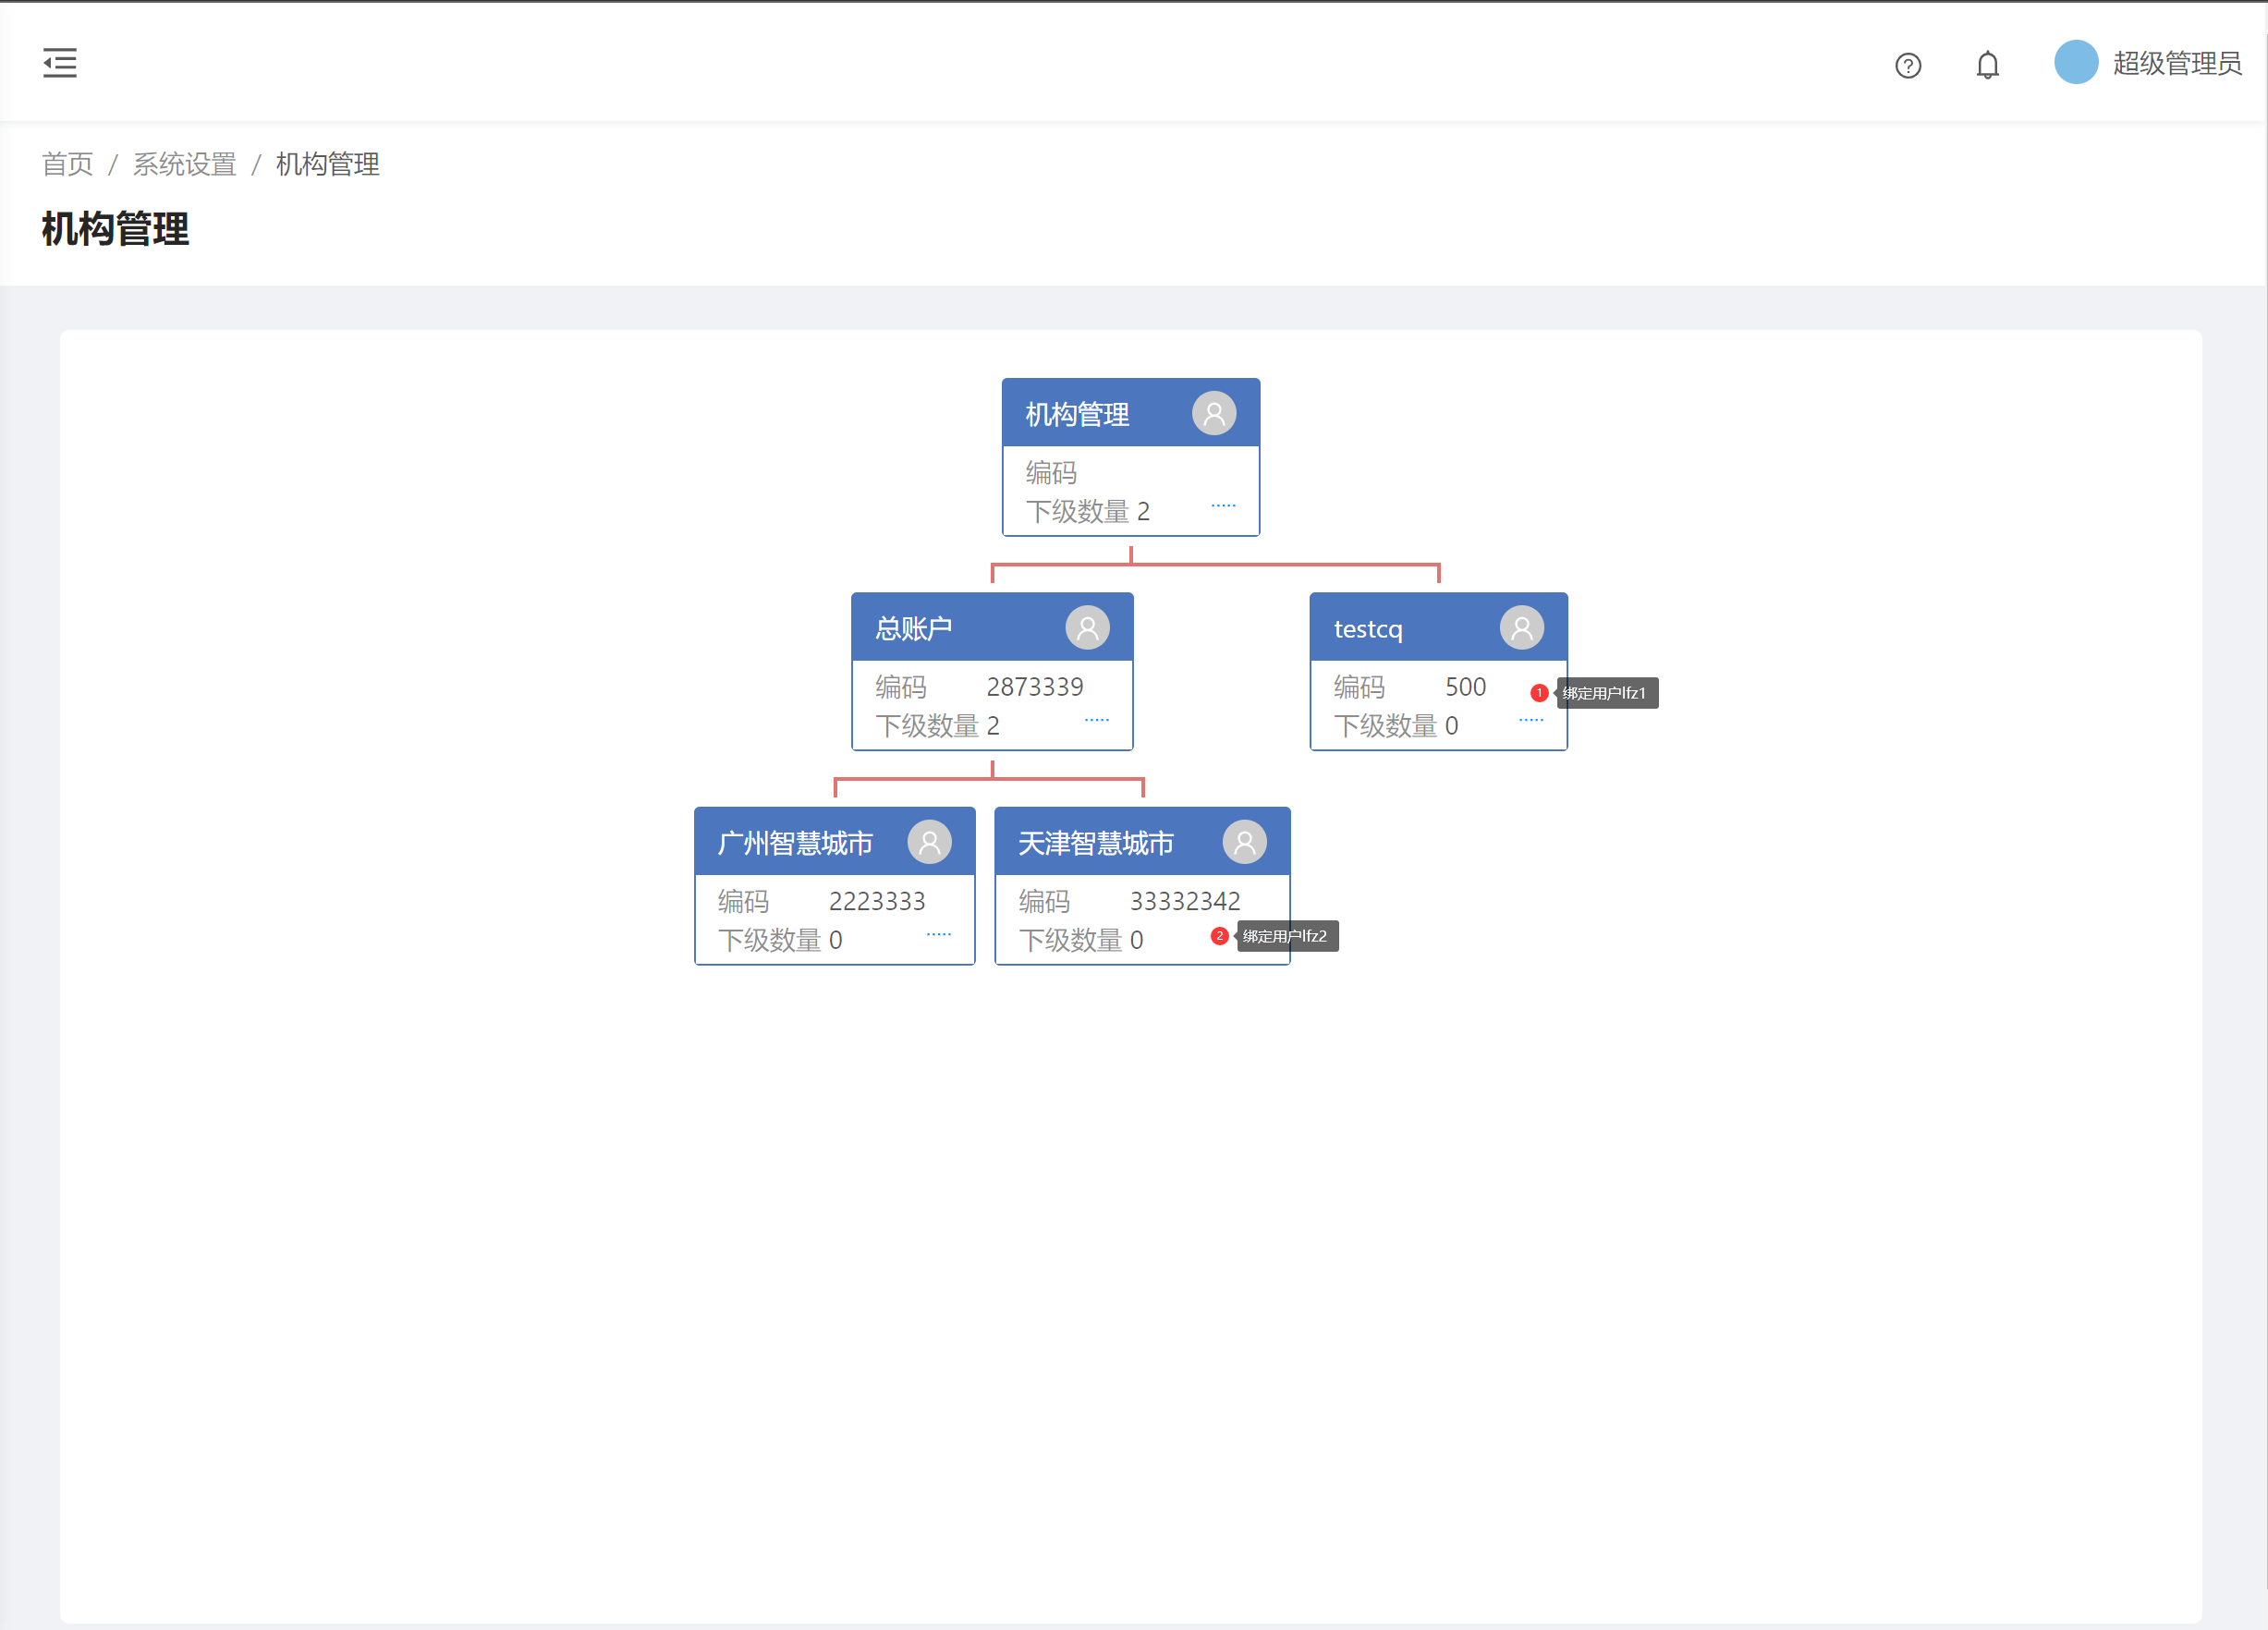 超级管理员
首页 / 系统设置 / 机构管理
机构管理
机构管理
编码
下级数量 2
总账户
编码 2873339
下级数量 2
testcq
编码 500
下级数量 0
1 绑定用户lfz1
广州智慧城市
编码 2223333
下级数量 0
天津智慧城市
编码 33332342
下级数量 0
2 绑定用户lfz2